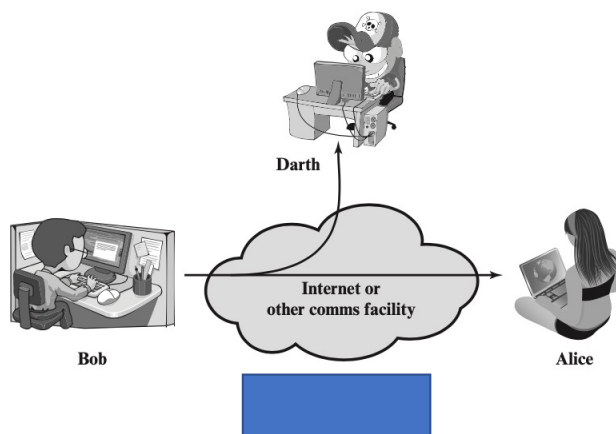 Darth
Internet or
other comms facility
Bob
Alice